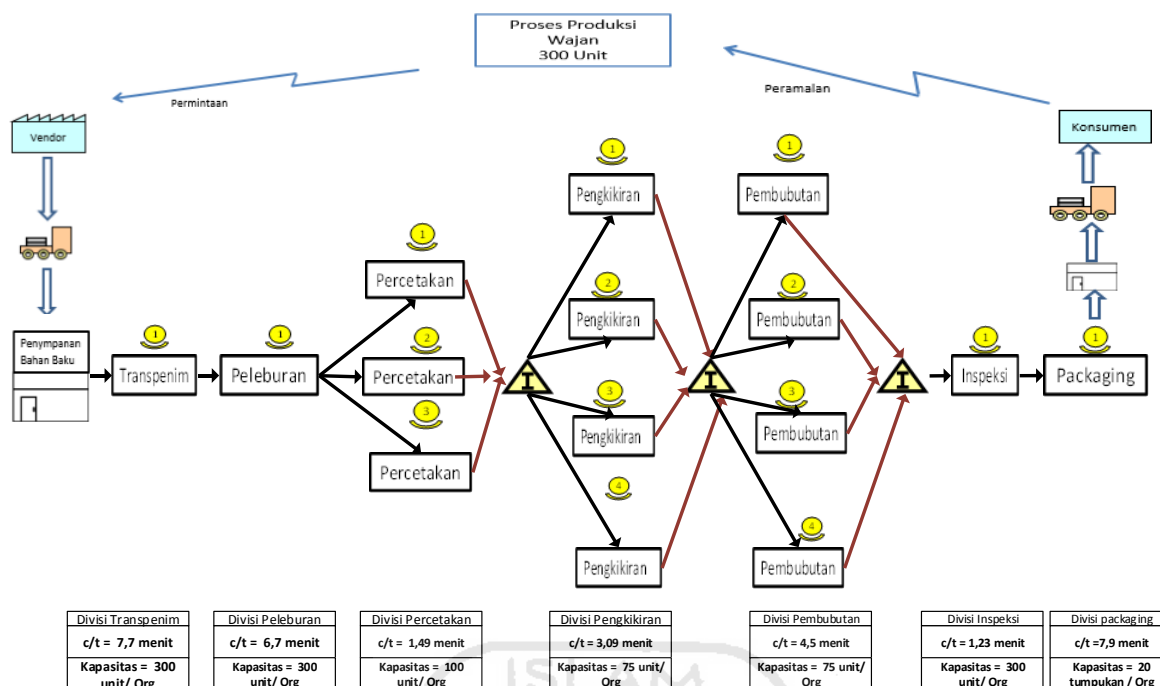 Proses Produksi
Wajan
300 Unit
Permintaan
Peramalan
Vendor
Konsumen
Penympanan
Bahan Baku
1
Transpenim
1
Peleburan
1
Percetakan
2
Percetakan
3
Percetakan
I
1
Pengkikiran
2
Pengkikiran
3
Pengkikiran
4
Pengkikiran
I
1
Pembubutan
2
Pembubutan
3
Pembubutan
4
Pembubutan
I
1
Inspeksi
1
Packaging
Divisi Transpenim
c/t = 7,7 menit
Kapasitas = 300
unit/ Org
Divisi Peleburan
c/t = 6,7 menit
Kapasitas = 300
unit/ Org
Divisi Percetakan
c/t = 1,49 menit
Kapasitas = 100
unit/ Org
Divisi Pengkikiran
c/t = 3,09 menit
Kapasitas = 75 unit/
Org
Divisi Pembubutan
c/t = 4,5 menit
Kapasitas = 75 unit/
Org
Divisi Inspeksi
c/t = 1,23 menit
Kapasitas = 300
unit/ Org
Divisi packaging
c/t =7,9 menit
Kapasitas = 20
tumpukan / Org
ISLAM